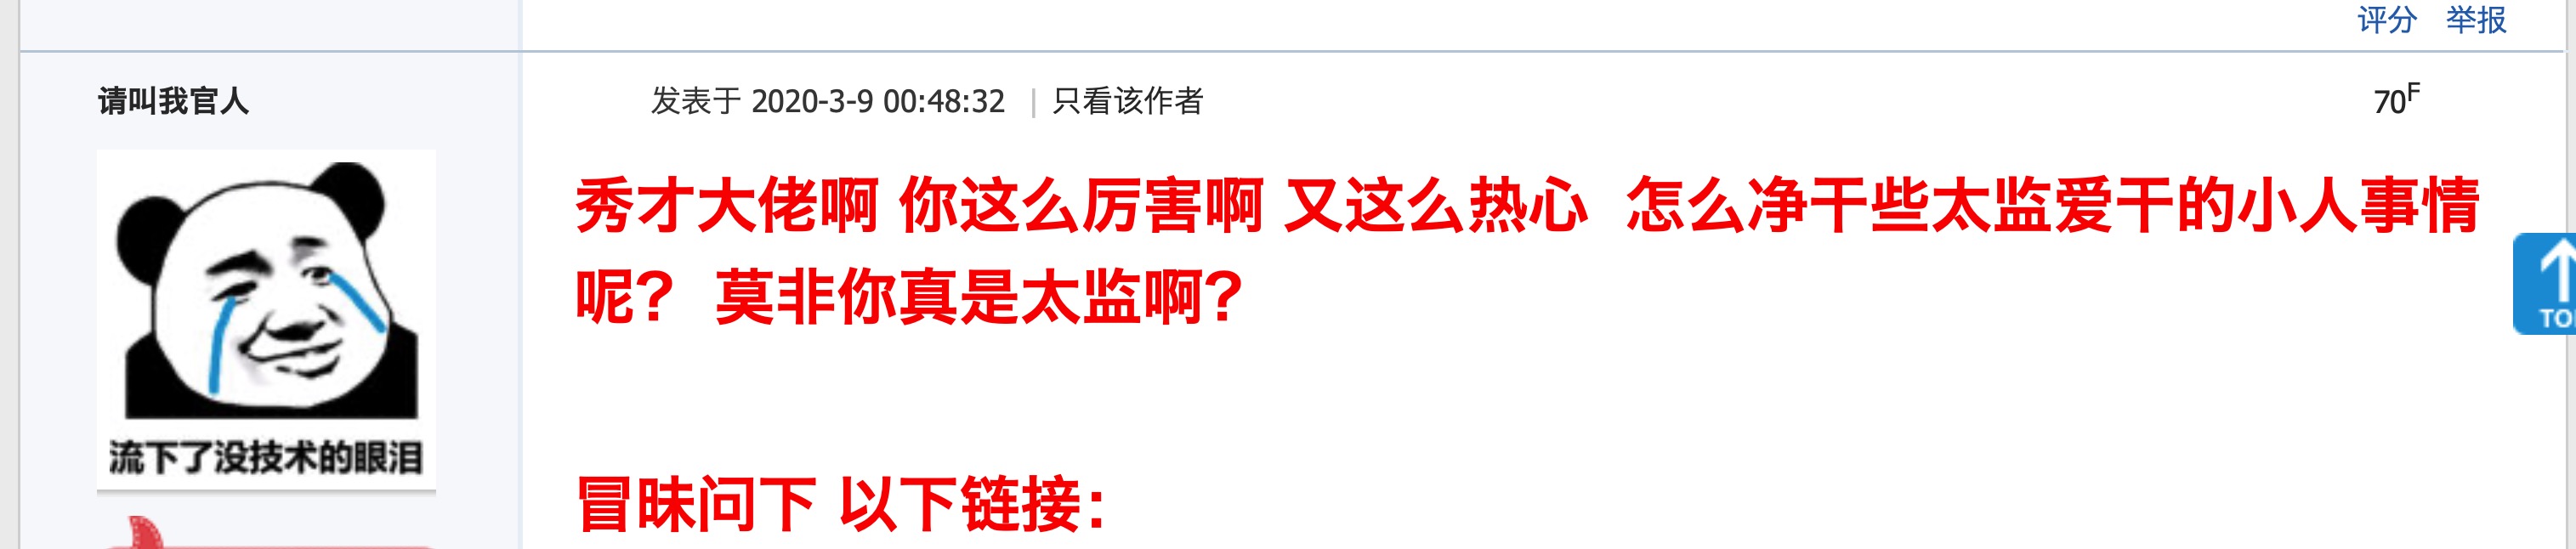 评分 举报
请叫我官人
发表于 2020-3-9 00:48:32 | 只看该作者
70F
秀才大佬啊 你这么厉害啊 又这么热心 怎么净干些太监爱干的小人事情
呢? 莫非你真是太监啊?
流下了没技术的眼泪
冒昧问下 以下链接: